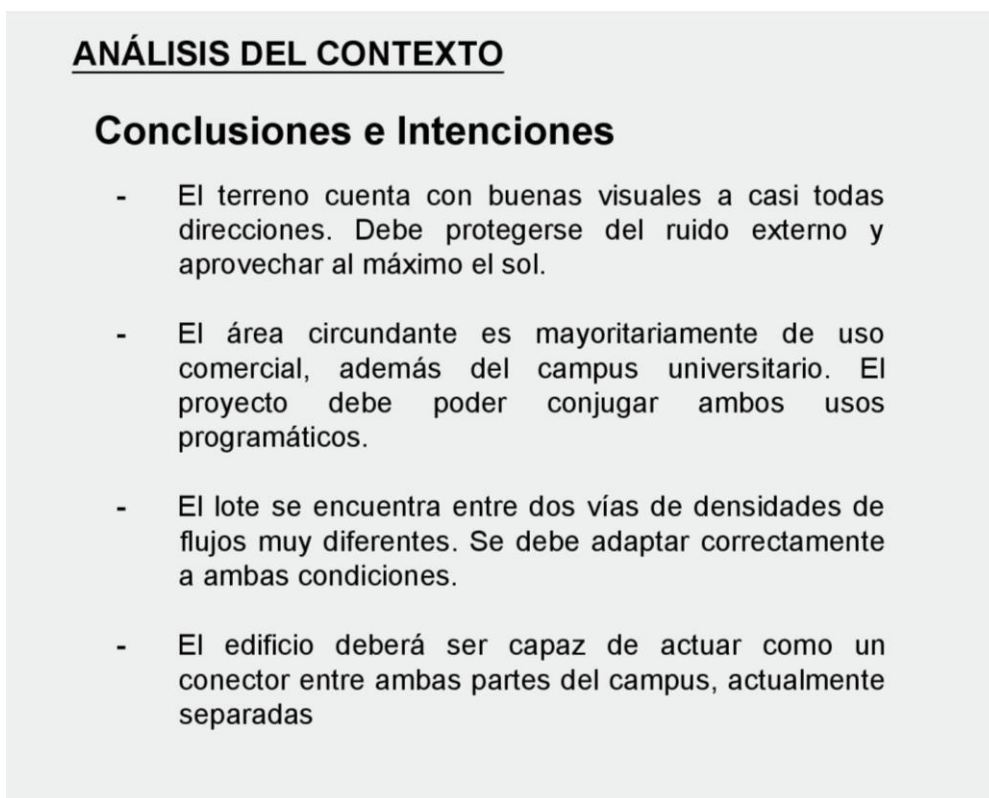 ANÁLISIS DEL CONTEXTO
Conclusiones e Intenciones
- El terreno cuenta con buenas visuales a casi todas
direcciones. Debe protegerse del ruido externo y
aprovechar al máximo el sol.
- El área circundante es mayoritariamente de uso
comercial, además del campus universitario. El
proyecto debe poder conjugar ambos usos
programáticos.
- El lote se encuentra entre dos vías de densidades de
flujos muy diferentes. Se debe adaptar correctamente
a ambas condiciones.
- El edificio deberá ser capaz de actuar como un
conector entre ambas partes del campus, actualmente
separadas